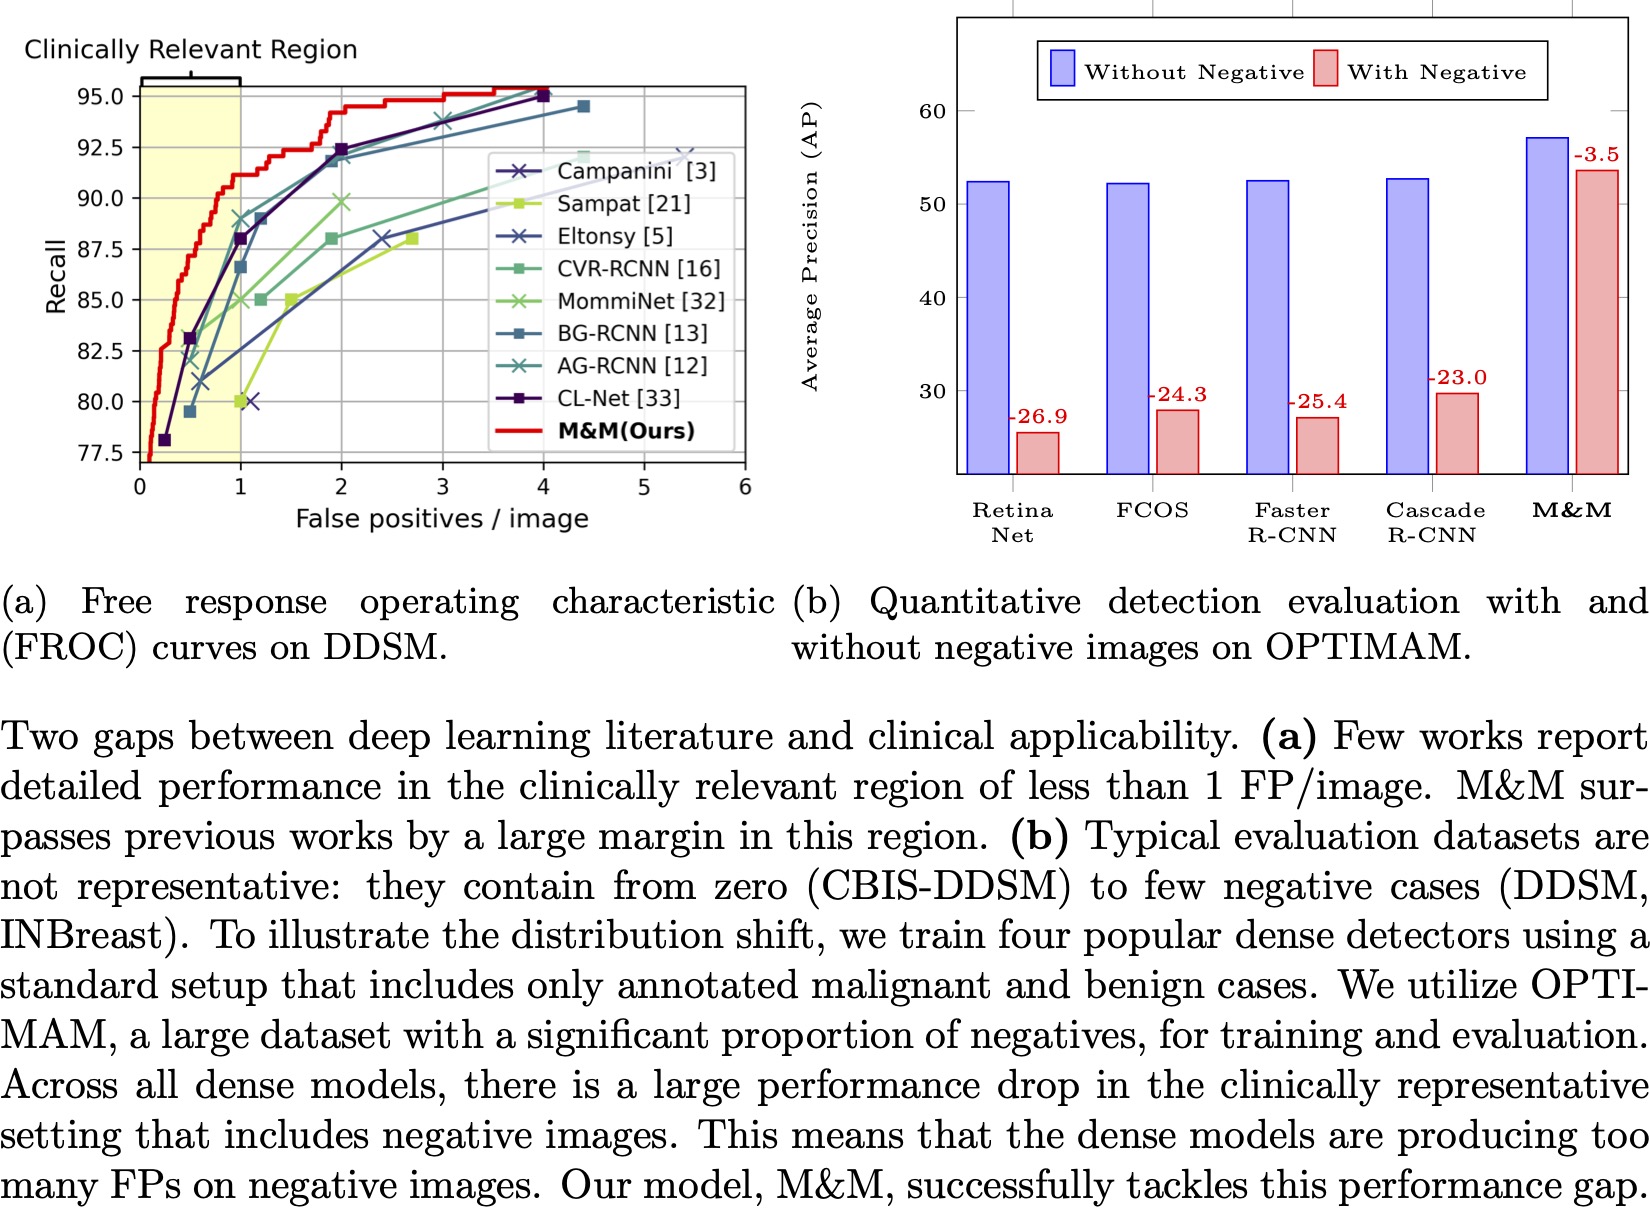 Clinically Relevant Region
95.0
92.5
90.0
87.5
85.0
82.5
80.0
77.5
Recall
0 1 2 3 4 5 6
False positives / image
Campanini [3]
Sampat [21]
Eltonsy [5]
CVR-RCNN [16]
MommiNet [32]
BG-RCNN [13]
AG-RCNN [12]
CL-Net [33]
M&M(Ours)
Without Negative With Negative
60
50
40
30
Average Precision (AP)
-26.9
-24.3
-25.4
-23.0
-3.5
Retina Net
FCOS
Faster R-CNN
Cascade R-CNN
M&M
(a) Free response operating characteristic
(FROC) curves on DDSM.
(b) Quantitative detection evaluation with and
without negative images on OPTIMAM.
Two gaps between deep learning literature and clinical applicability. (a) Few works report
detailed performance in the clinically relevant region of less than 1 FP/image. M&M sur-
passes previous works by a large margin in this region. (b) Typical evaluation datasets are
not representative: they contain from zero (CBIS-DDSM) to few negative cases (DDSM,
INBreast). To illustrate the distribution shift, we train four popular dense detectors using a
standard setup that includes only annotated malignant and benign cases. We utilize OPTI-
MAM, a large dataset with a significant proportion of negatives, for training and evaluation.
Across all dense models, there is a large performance drop in the clinically representative
setting that includes negative images. This means that the dense models are producing too
many FPs on negative images. Our model, M&M, successfully tackles this performance gap.